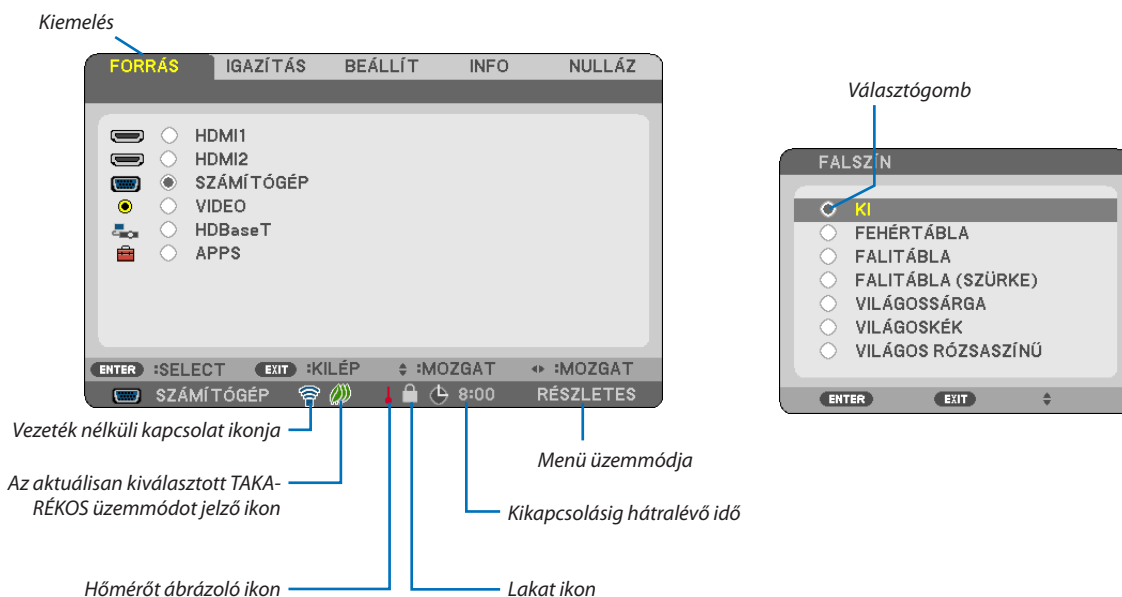 Kiemelés
FORRÁS IGAZÍTÁS BEÁLLÍT INFO NULLÁZ
HDMI1
HDMI2
SZÁMÍTÓGÉP
VIDEO
HDBaseT
APPS
ENTER :SELECT EXIT :KILÉP :MOZGAT :MOZGAT
SZÁMÍTÓGÉP 8:00 RÉSZLETES
Választógomb
FALSZÍN
KI
FEHÉRTÁBLA
FALITÁBLA
FALITÁBLA (SZÜRKE)
VILÁGOSSÁRGA
VILÁGOSKÉK
VILÁGOS RÓZSASZÍNŰ
ENTER EXIT
Vezeték nélküli kapcsolat ikonja
Menü üzemmódja
Az aktuálisan kiválasztott TAKA-
RÉKOS üzemmódot jelző ikon
Kikapcsolásig hátralévő idő
Hőmérőt ábrázoló ikon
Lakat ikon